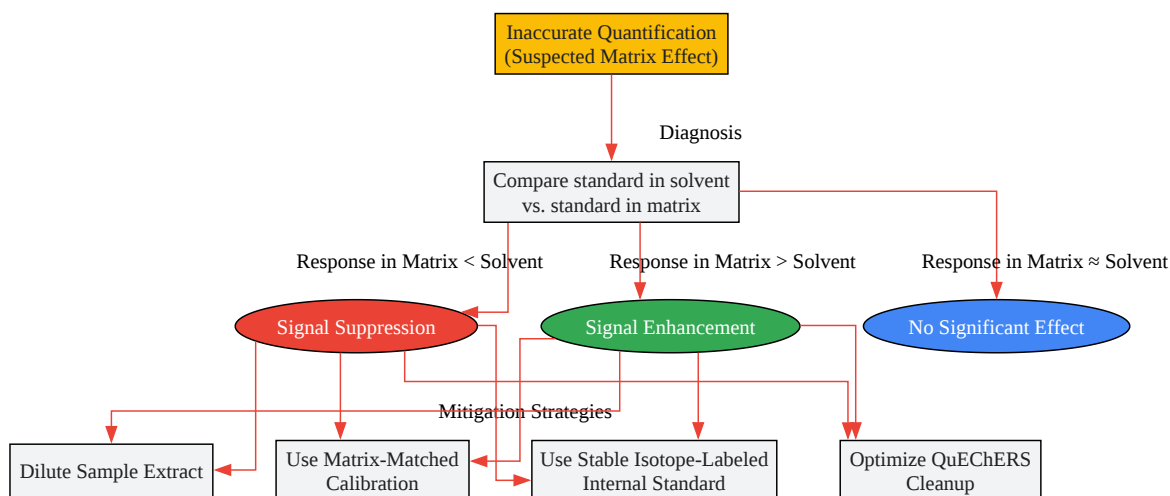 Inaccurate Quantification
(Suspected Matrix Effect)
Diagnosis
Compare standard in solvent
vs. standard in matrix
Response in Matrix < Solvent
Response in Matrix > Solvent
Response in Matrix ≈ Solvent
Signal Suppression
Signal Enhancement
No Significant Effect
Mitigation Strategies
Dilute Sample Extract
Use Matrix-Matched
Calibration
Use Stable Isotope-Labeled
Internal Standard
Optimize QuEChERS
Cleanup